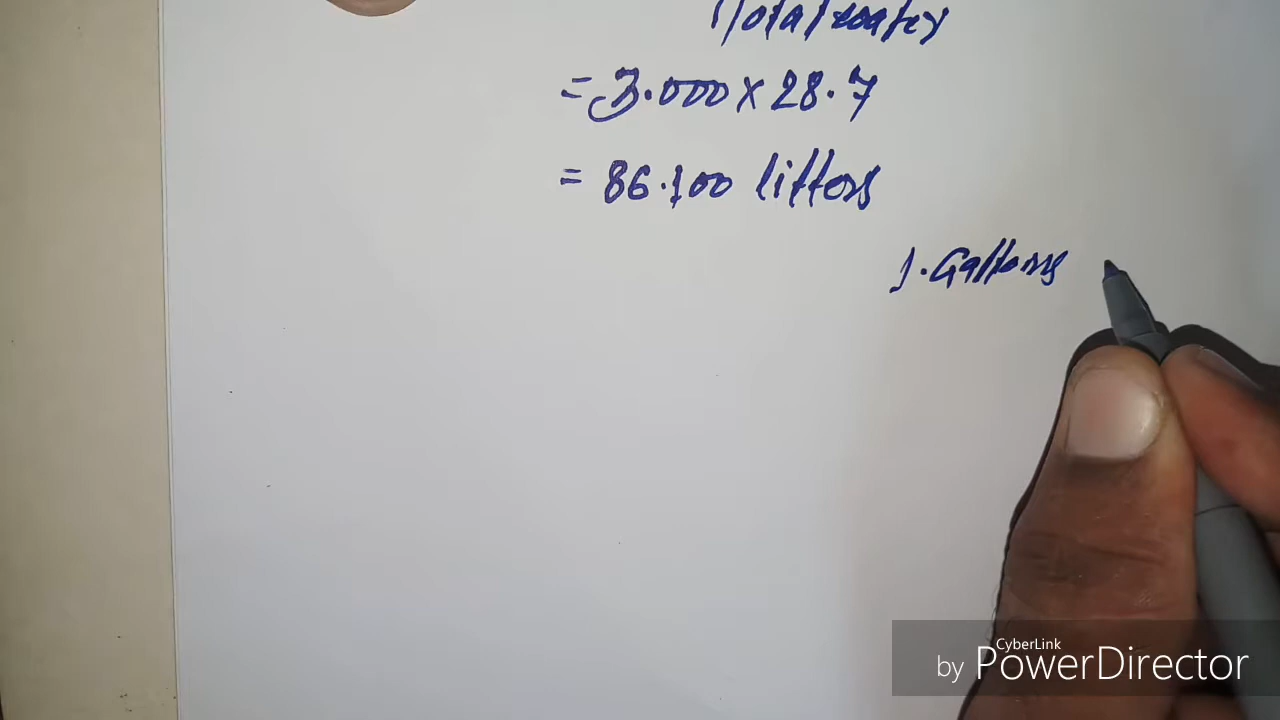 Total water
= 3.000 x 28.7
= 86.100 litters
1. Gallons
CyberLink
by PowerDirector